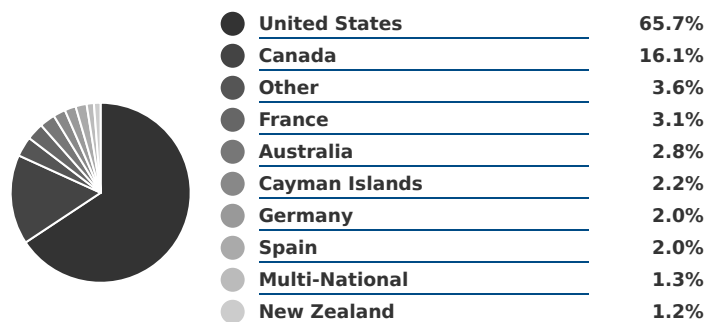 United States 65.7%
Canada 16.1%
Other 3.6%
France 3.1%
Australia 2.8%
Cayman Islands 2.2%
Germany 2.0%
Spain 2.0%
Multi-National 1.3%
New Zealand 1.2%